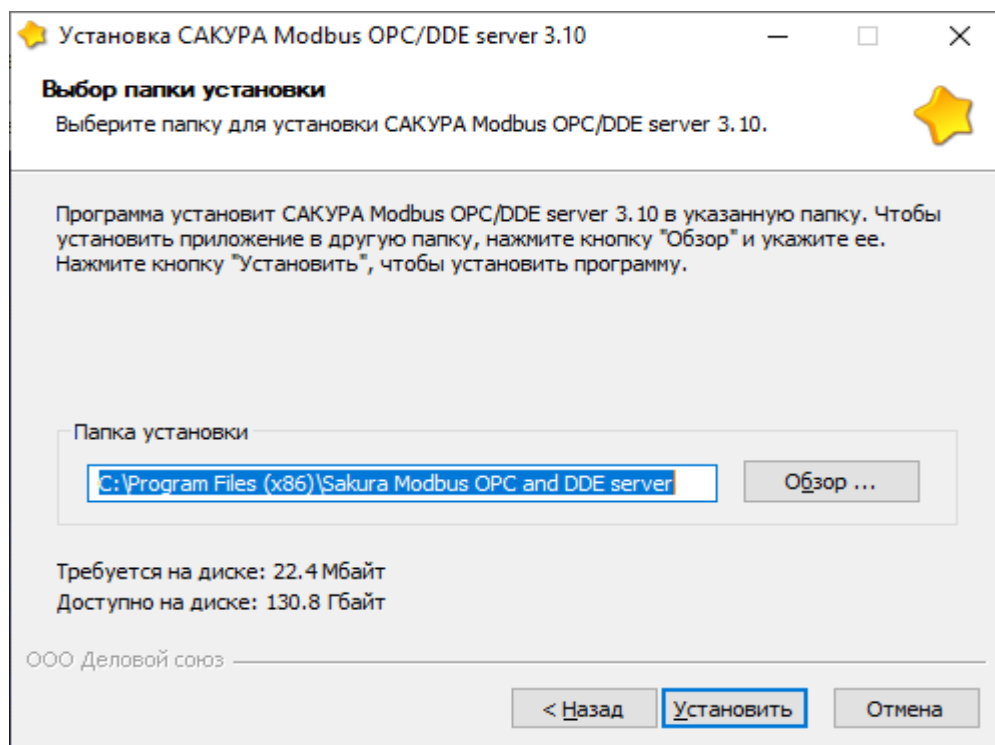 Установка САКУРА Modbus OPC/DDE server 3.10
Выбор папки установки
Выберите папку для установки САКУРА Modbus OPC/DDE server 3.10.
Программа установит САКУРА Modbus OPC/DDE server 3.10 в указанную папку. Чтобы
установить приложение в другую папку, нажмите кнопку "Обзор" и укажите ее.
Нажмите кнопку "Установить", чтобы установить программу.
Папка установки
C:\Program Files (x86)\Sakura Modbus OPC and DDE server
Обзор ...
Требуется на диске: 22.4 Мбайт
Доступно на диске: 130.8 Гбайт
ООО Деловой союз
< Назад Установить Отмена